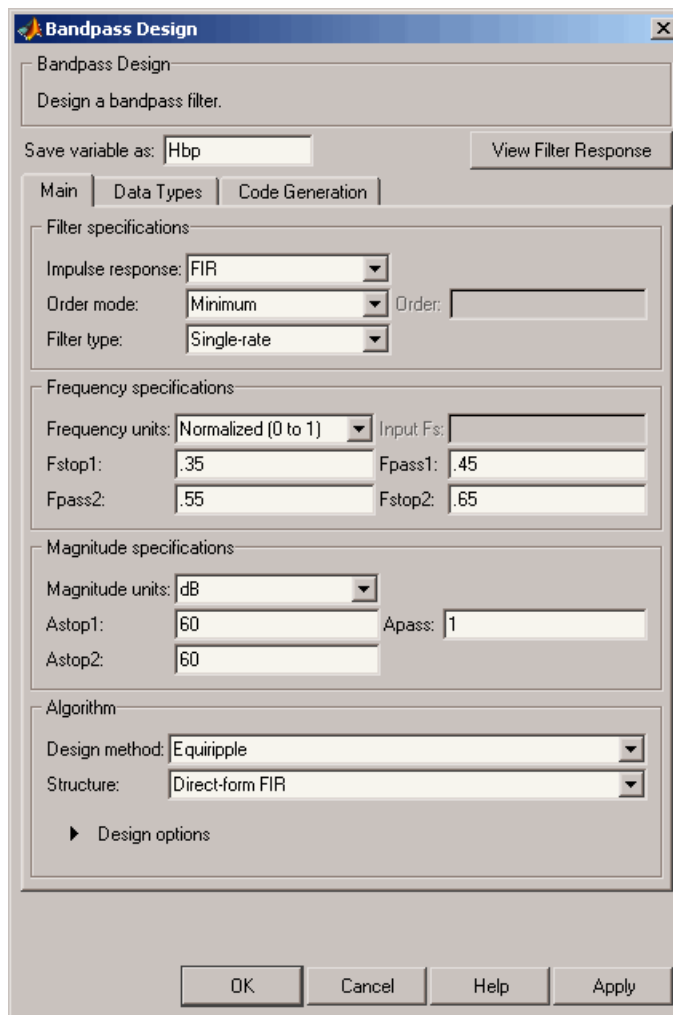 Bandpass Design
Bandpass Design
Design a bandpass filter.
Save variable as: Hbp View Filter Response
Main Data Types Code Generation
Filter specifications
Impulse response: FIR
Order mode: Minimum Order:
Filter type: Single-rate
Frequency specifications
Frequency units: Normalized (0 to 1) Input Fs:
Fstop1: .35 Fpass1: .45
Fpass2: .55 Fstop2: .65
Magnitude specifications
Magnitude units: dB
Astop1: 60 Apass: 1
Astop2: 60
Algorithm
Design method: Equiripple
Structure: Direct-form FIR
Design options
OK Cancel Help Apply